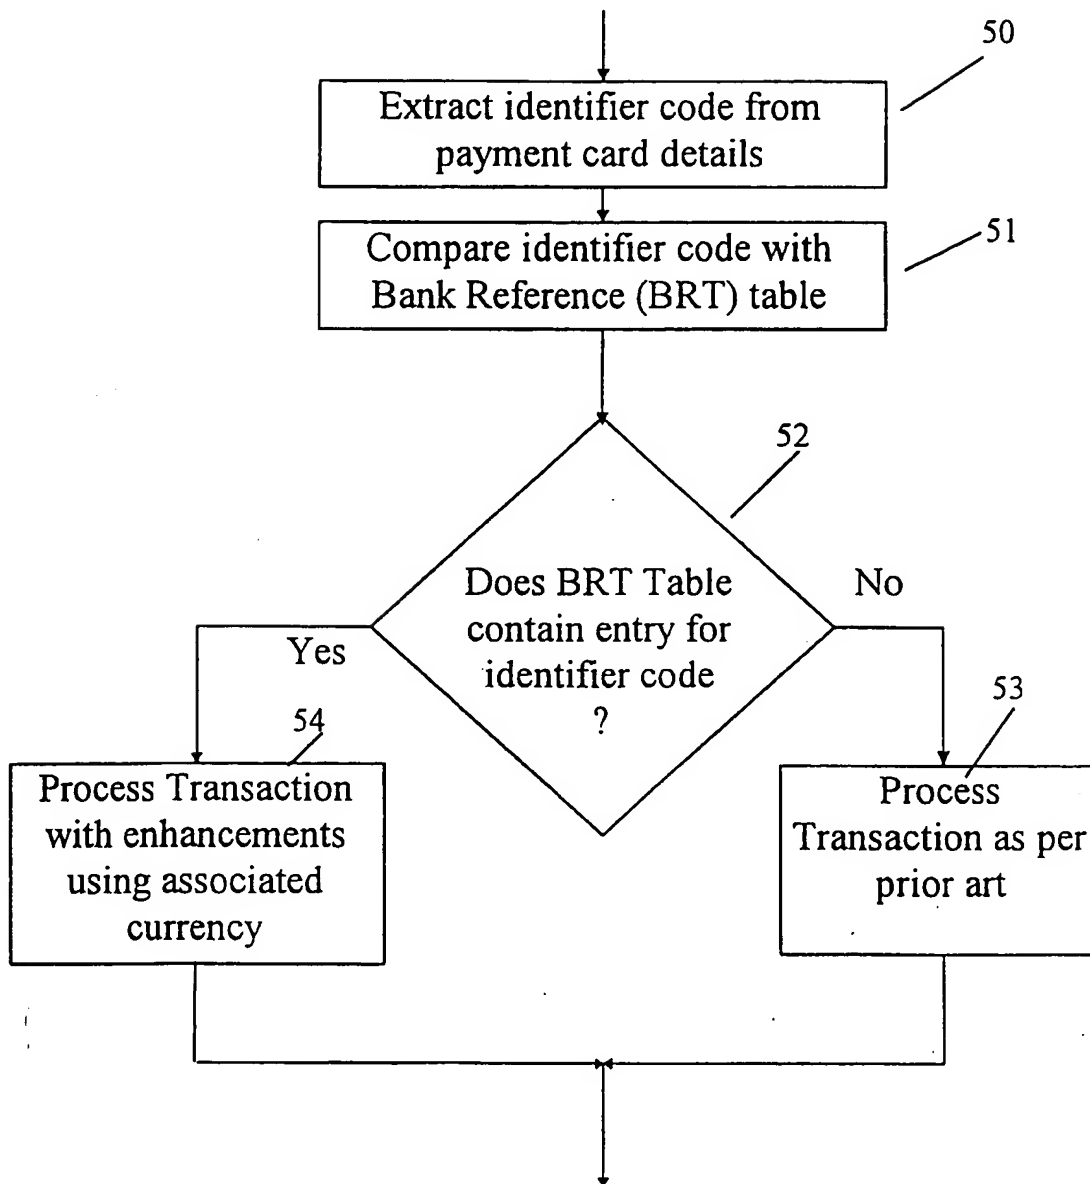 50
Extract identifier code from
payment card details
51
Compare identifier code with
Bank Reference (BRT) table
52
Does BRT Table
contain entry for
identifier code
?
Yes
No
54
Process Transaction
with enhancements
using associated
currency
53
Process
Transaction as per
prior art